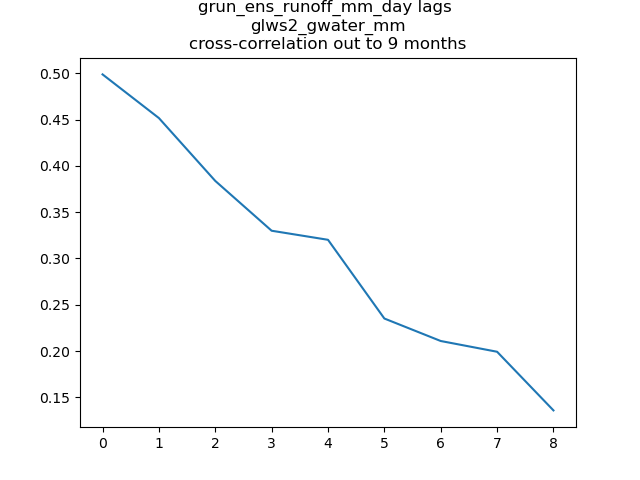 grun_ens_runoff_mm_day lags
glws2_gwater_mm
cross-correlation out to 9 months
0.50
0.45
0.40
0.35
0.30
0.25
0.20
0.15
0 1 2 3 4 5 6 7 8